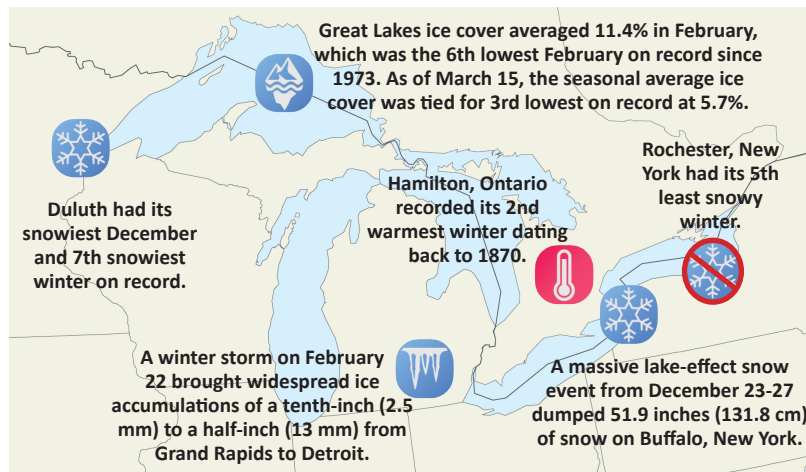 Great Lakes ice cover averaged 11.4% in February,
which was the 6th lowest February on record since
1973. As of March 15, the seasonal average ice
cover was tied for 3rd lowest on record at 5.7%.
Rochester, New
York had its 5th
least snowy
winter.
Hamilton, Ontario
recorded its 2nd
warmest winter dating
back to 1870.
Duluth had its
snowiest December
and 7th snowiest
winter on record.
A winter storm on February
22 brought widespread ice
accumulations of a tenth-inch (2.5
mm) to a half-inch (13 mm) from
Grand Rapids to Detroit.
A massive lake-effect snow
event from December 23-27
dumped 51.9 inches (131.8 cm)
of snow on Buffalo, New York.